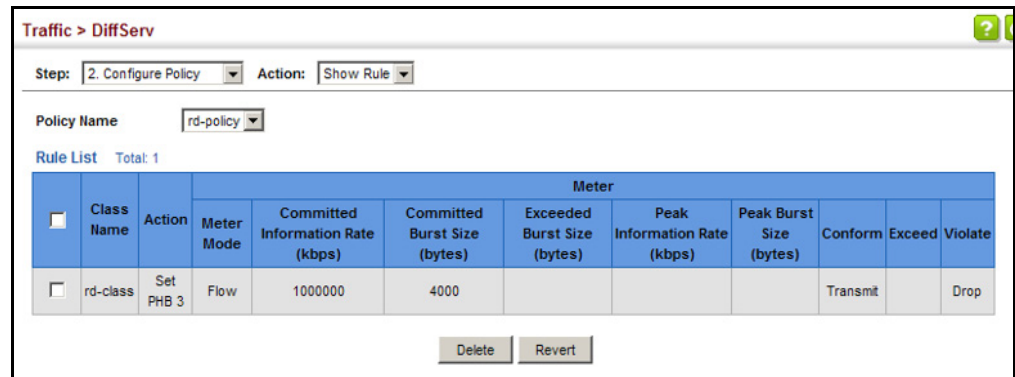 Traffic > DiffServ
?
Step: 2. Configure Policy Action: Show Rule
Policy Name rd-policy
Rule List Total: 1
Meter
Class Name Action Meter Mode Committed Information Rate (kbps) Committed Burst Size (bytes) Exceeded Burst Size (bytes) Peak Information Rate (kbps) Peak Burst Size (bytes) Conform Exceed Violate
rd-class Set PHB 3 Flow 1000000 4000 Transmit Drop
Delete Revert